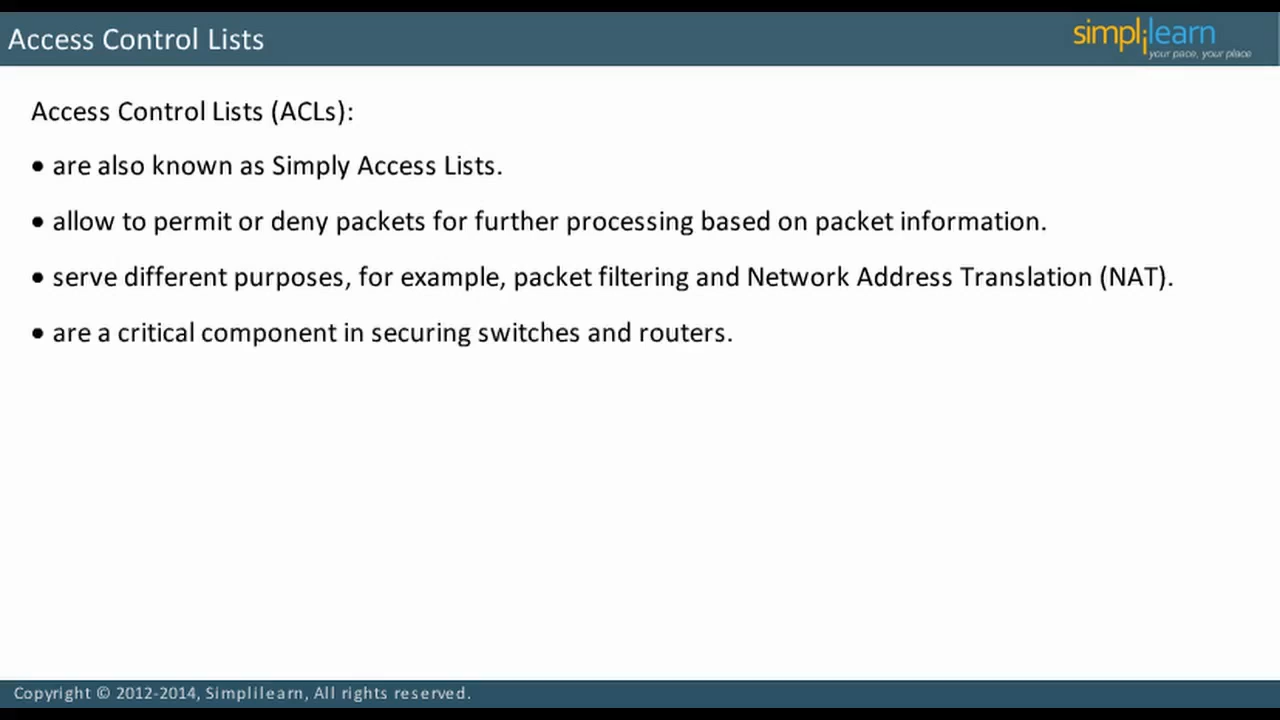 Access Control Lists
simplilearn
your pace, your place
Access Control Lists (ACLs):
• are also known as Simply Access Lists.
• allow to permit or deny packets for further processing based on packet information.
• serve different purposes, for example, packet filtering and Network Address Translation (NAT).
• are a critical component in securing switches and routers.
Copyright © 2012-2014, Simplilearn, All rights reserved.